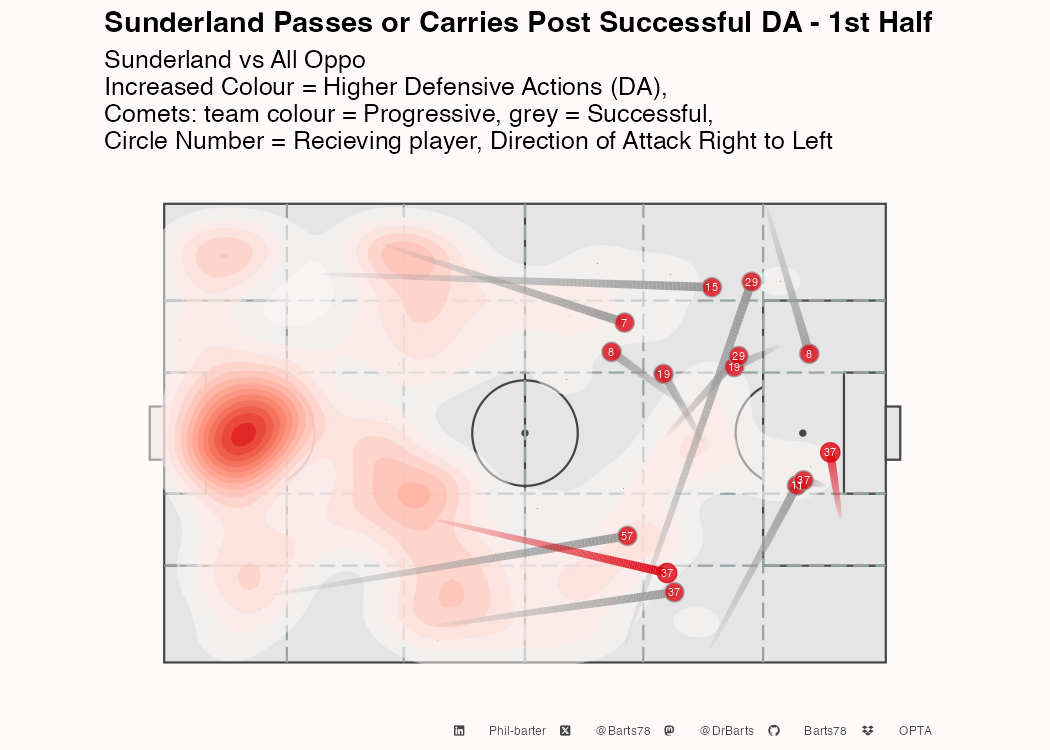 Sunderland Passes or Carries Post Successful DA - 1st Half
Sunderland vs All Oppo
Increased Colour = Higher Defensive Actions (DA),
Comets: team colour = Progressive, grey = Successful,
Circle Number = Recieving player, Direction of Attack Right to Left
15
29
7
8
29
8
19
19
37
37
11
57
37
37
Phil-barter
@Barts78
@DrBarts
Barts78
OPTA